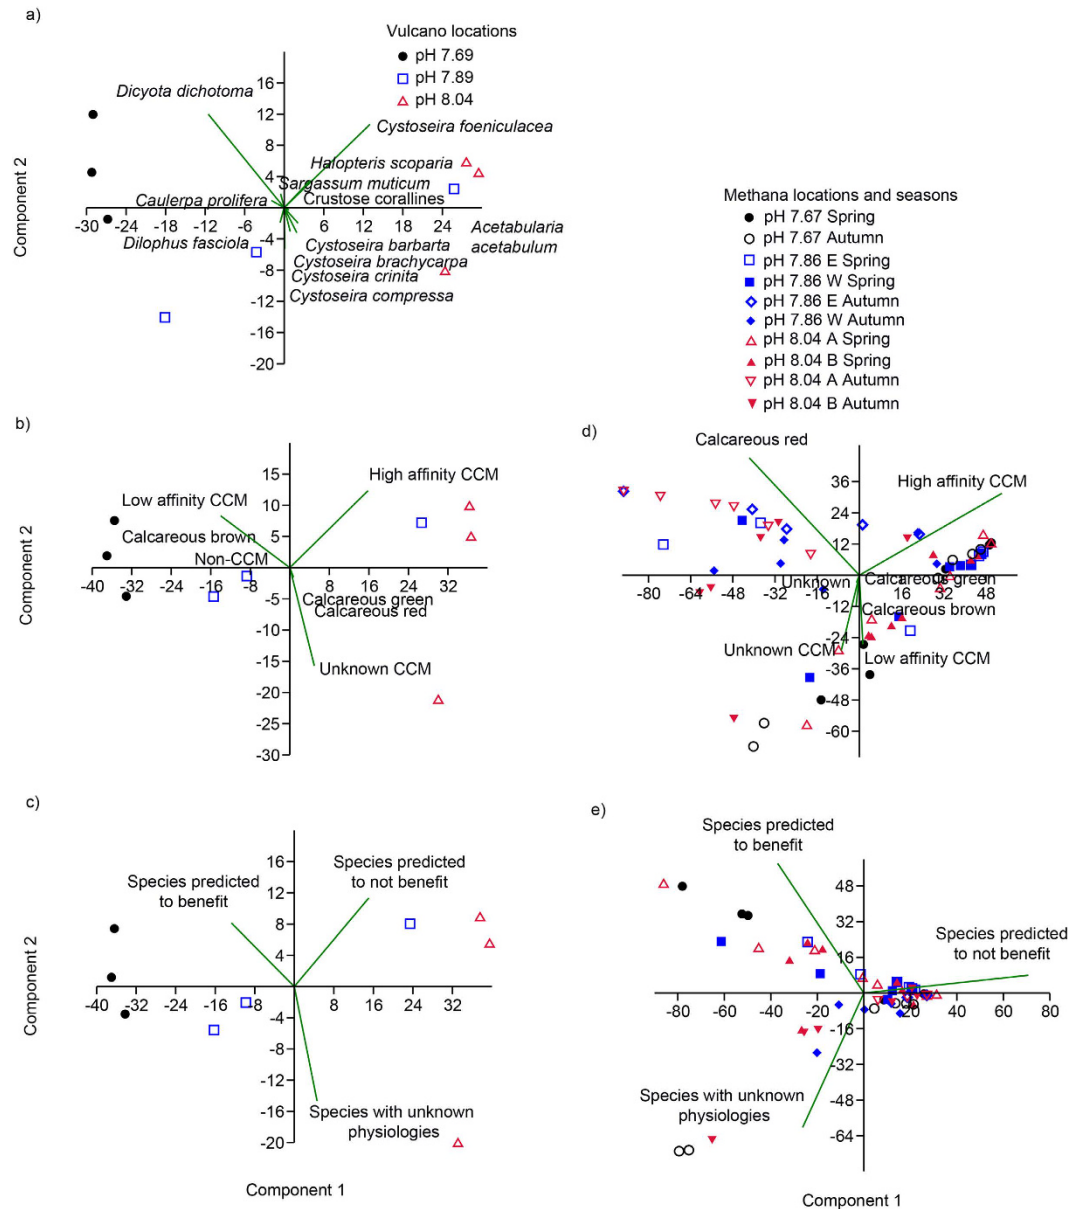 a)
Vulcano locations
pH 7.69
pH 7.89
pH 8.04
16
12
4
-30
-24
-18
-12
-6
6
12
24
-4
-8
-12
-16
-20
Dicyota dichotoma
Cystoseira foeniculacea
Halopteris scoparia
Sargassum muticum
Caulerpa prolifera
Crustose corallines
Acetabularia
acetabulum
Dilophus fasciola
Cystoseira barbarta
Cystoseira brachycarpa
Cystoseira crinita
Cystoseira compressa
Component 2
Methana locations and seasons
pH 7.67 Spring
pH 7.67 Autumn
pH 7.86 E Spring
pH 7.86 W Spring
pH 7.86 E Autumn
pH 7.86 W Autumn
pH 8.04 A Spring
pH 8.04 B Spring
pH 8.04 A Autumn
pH 8.04 B Autumn
b)
High affinity CCM
Low affinity CCM
Calcareous brown
Non-CCM
Calcareous green
Calcareous red
Unknown CCM
15
10
5
-40
-32
-24
-16
-8
8
16
24
32
-5
-10
-15
-20
-25
-30
Component 2
d)
Calcareous red
High affinity CCM
Unknown
Calcareous green
Calcareous brown
Unknown CCM
Low affinity CCM
36
28
12
-80
-64
-48
-32
-16
16
32
48
-12
-24
-36
-48
-60
c)
Species predicted
to benefit
Species predicted
to not benefit
Species with unknown
physiologies
16
12
4
-40
-32
-24
-16
-8
8
16
24
32
-4
-8
-12
-16
-20
Component 2
Component 1
e)
Species predicted
to benefit
Species predicted
to not benefit
Species with unknown
physiologies
48
32
16
-80
-60
-40
-20
20
40
60
80
-16
-32
-48
-64
Component 1